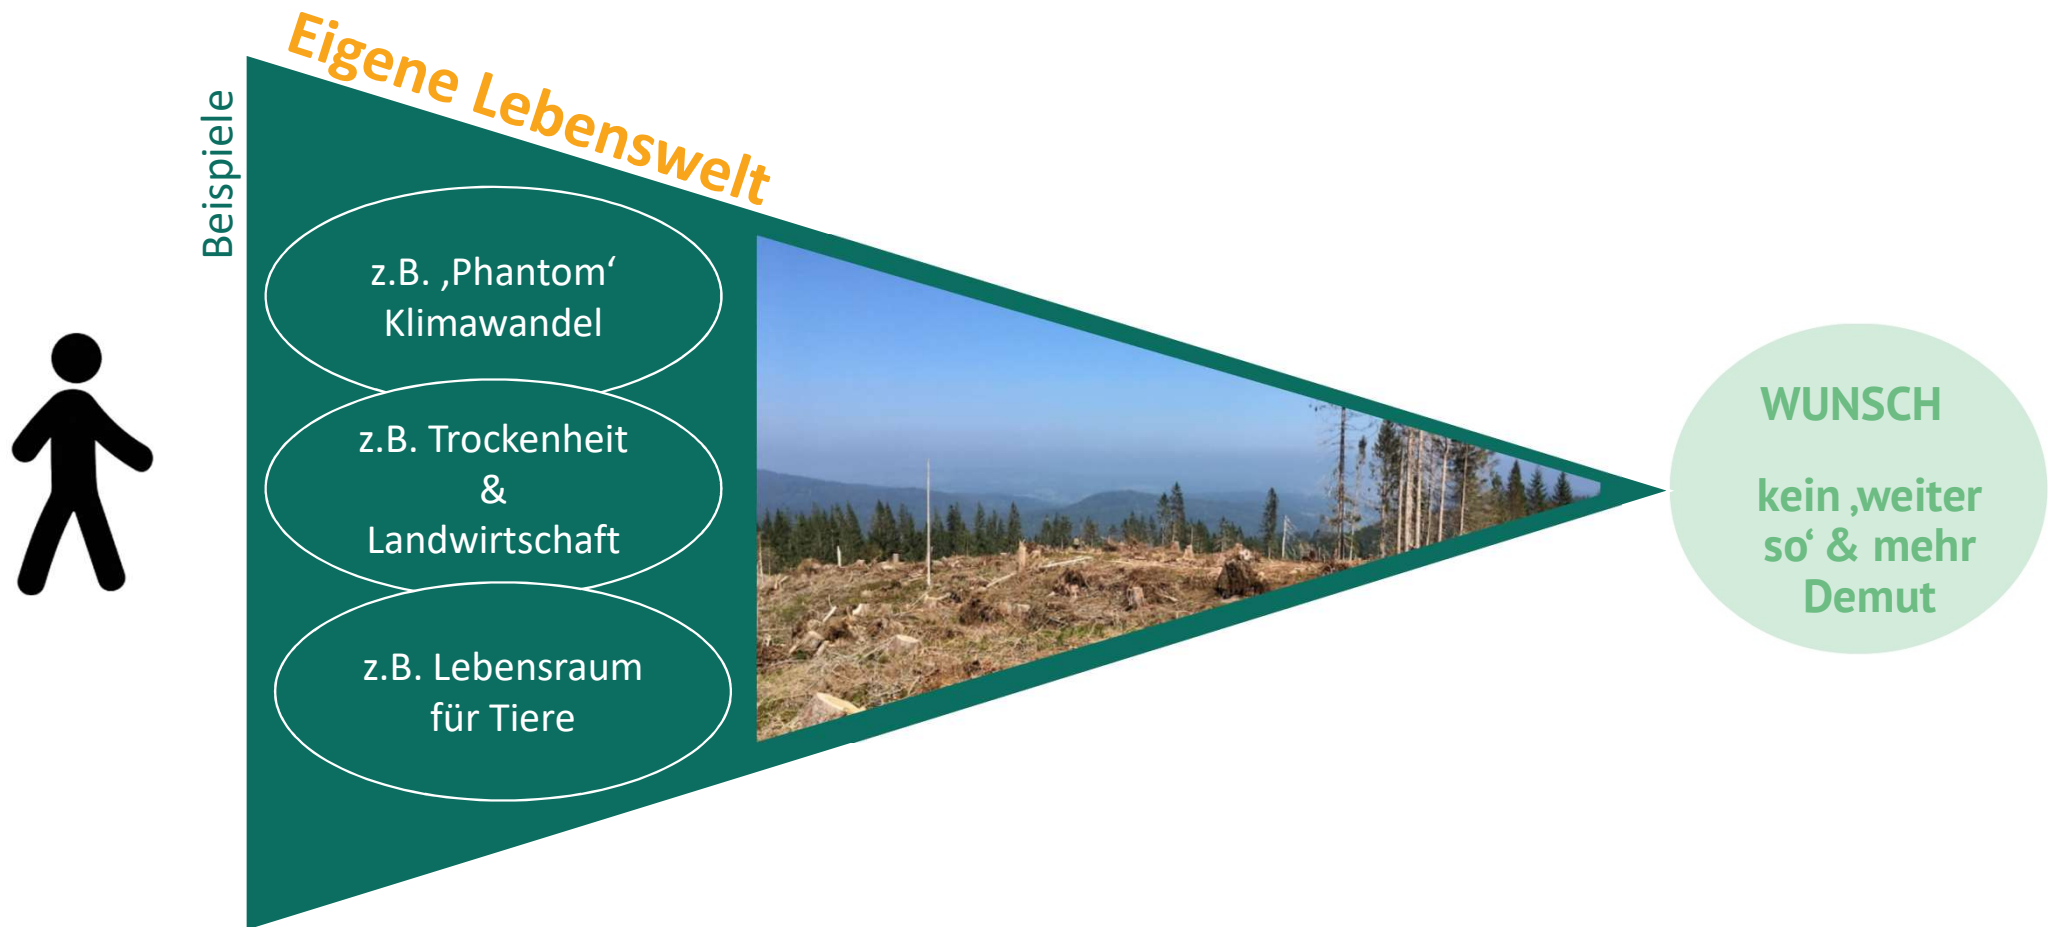 Eigene Lebenswelt
Beispiele
z.B. ‚Phantom‘
Klimawandel
z.B. Trockenheit
&
Landwirtschaft
z.B. Lebensraum
für Tiere
WUNSCH
kein ‚weiter
so‘ & mehr
Demut